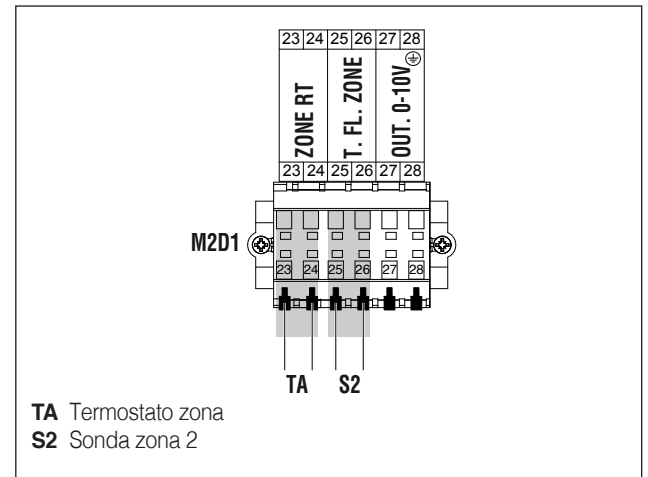 23 24 25 26 27 28
ZONE RT
T. FL. ZONE
OUT. 0-10V
23 24 25 26 27 28
M2D1
23 24 25 26 27 28
TA S2
TA Termostato zona
S2 Sonda zona 2